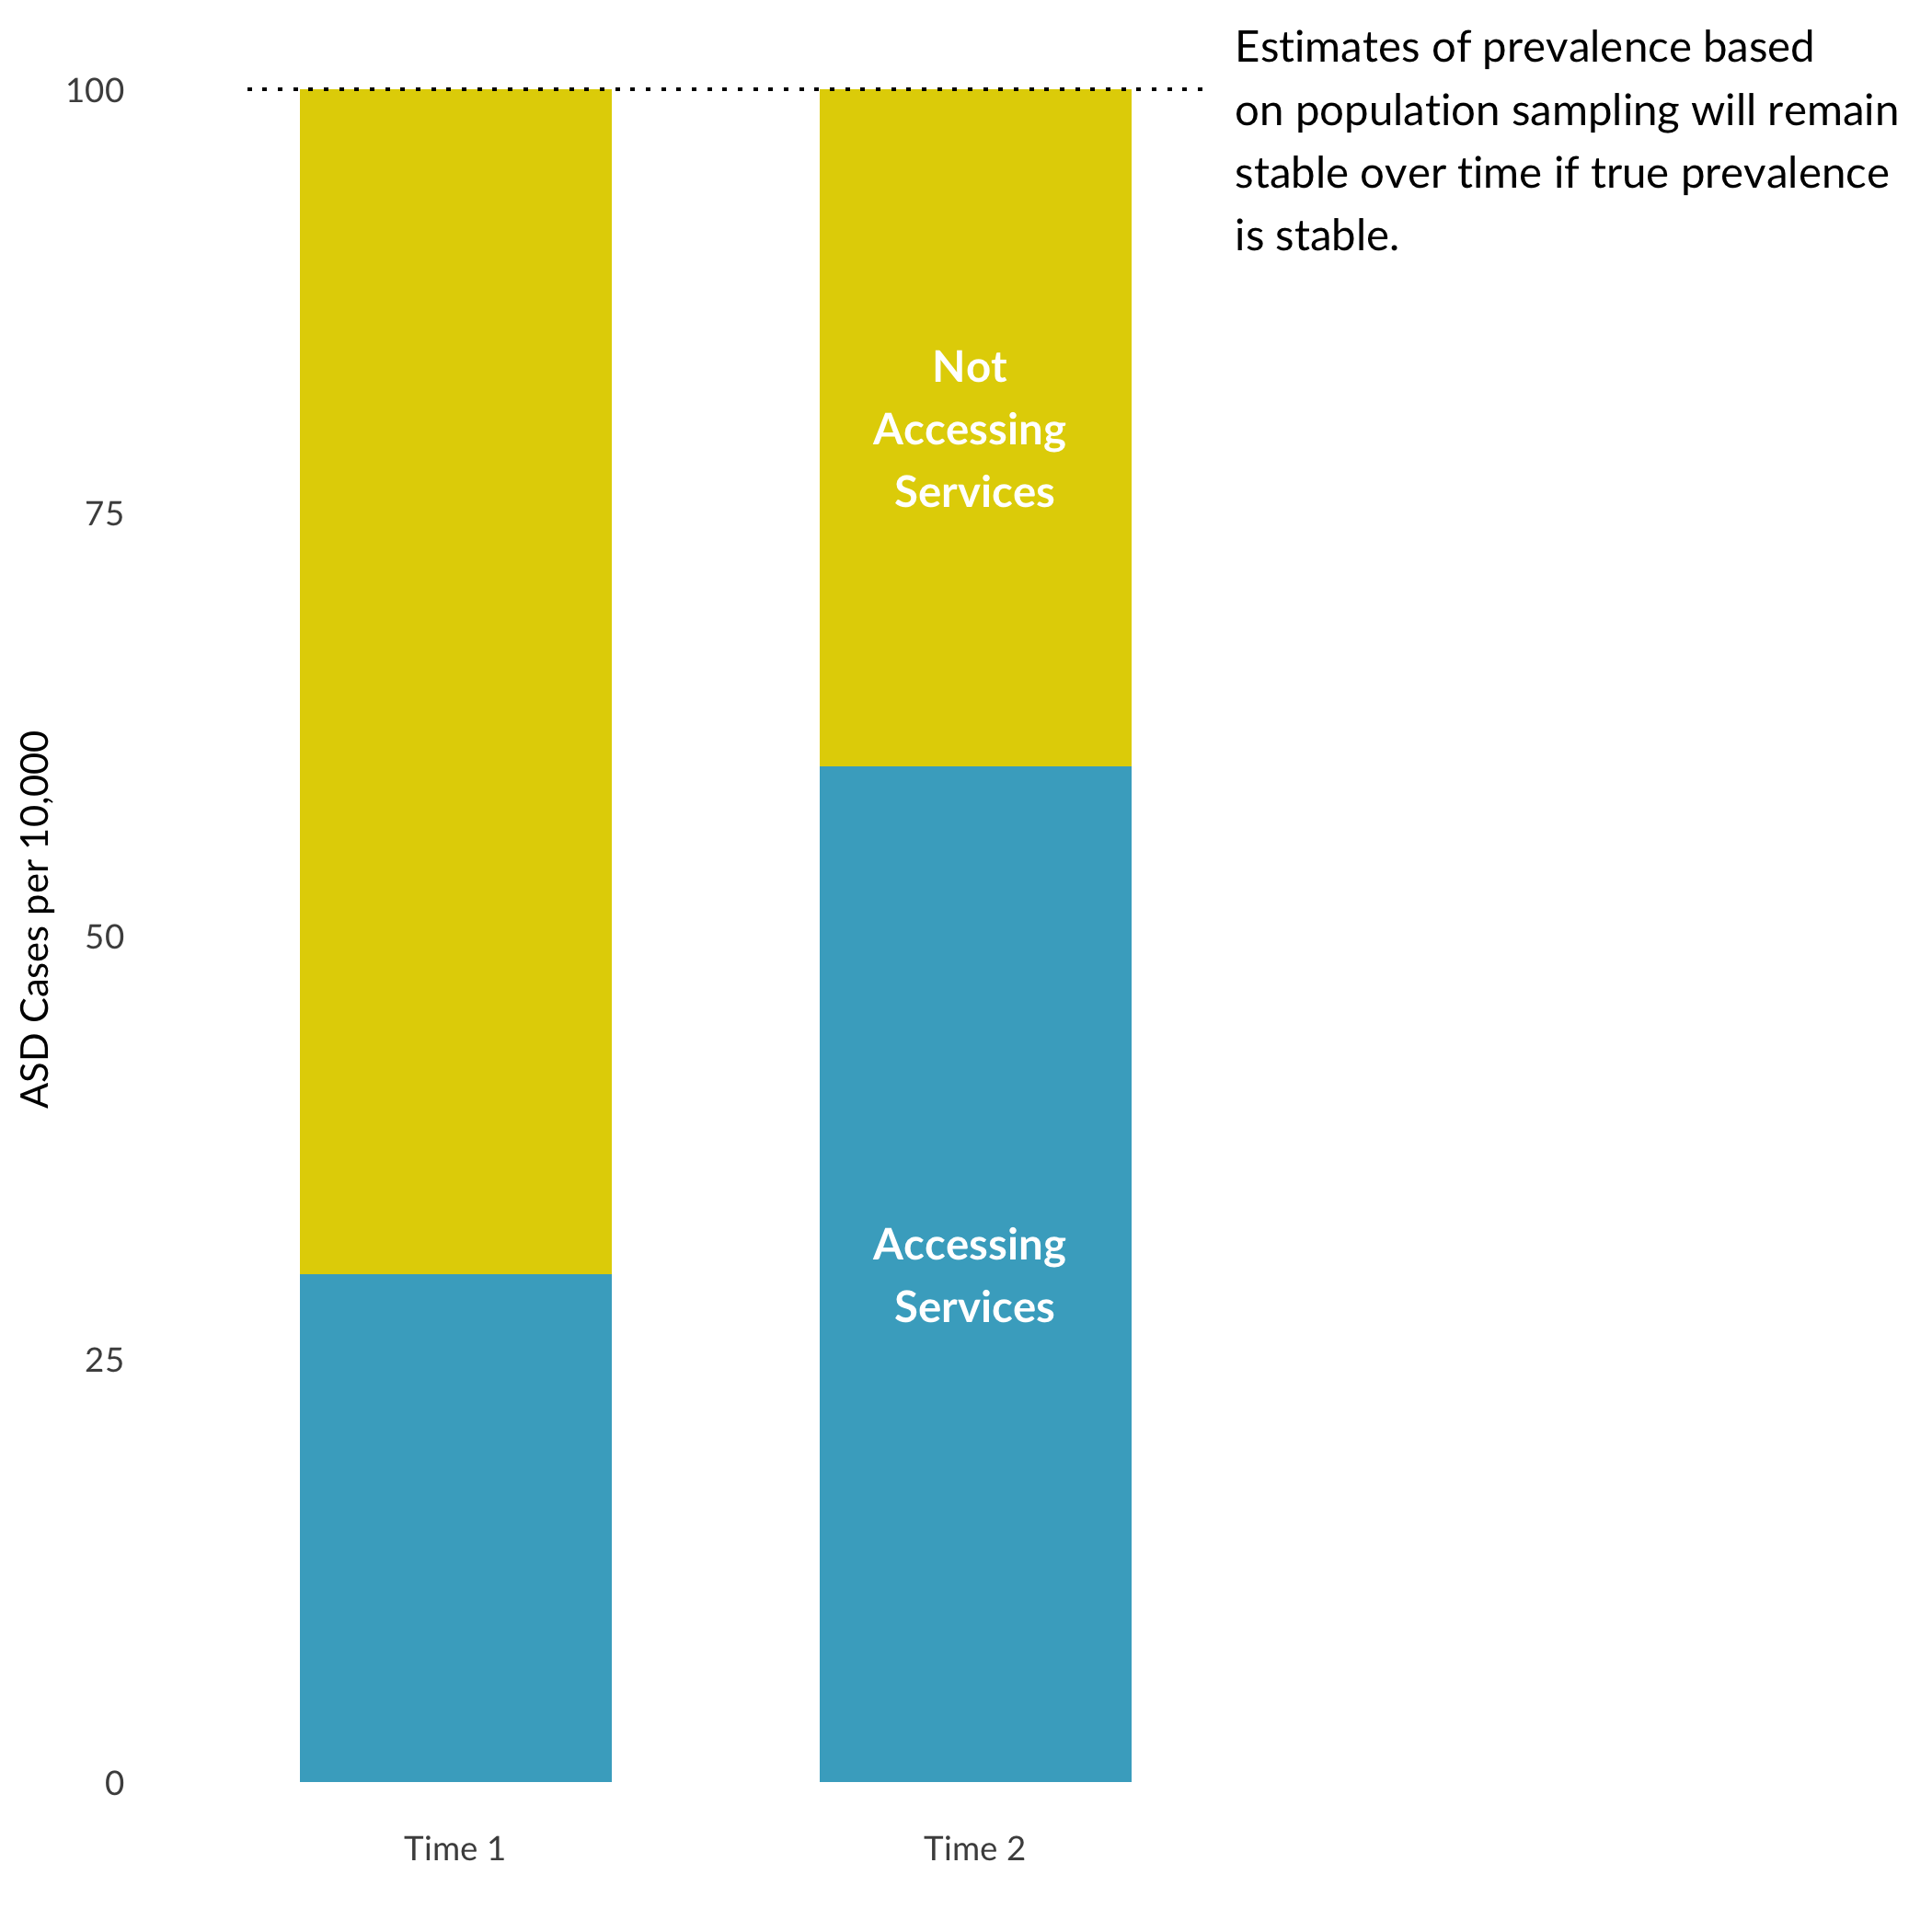 Estimates of prevalence based
on population sampling will remain
stable over time if true prevalence
is stable.
100
75
50
25
0
ASD Cases per 10,000
Not
Accessing
Services
Accessing
Services
Time 1
Time 2